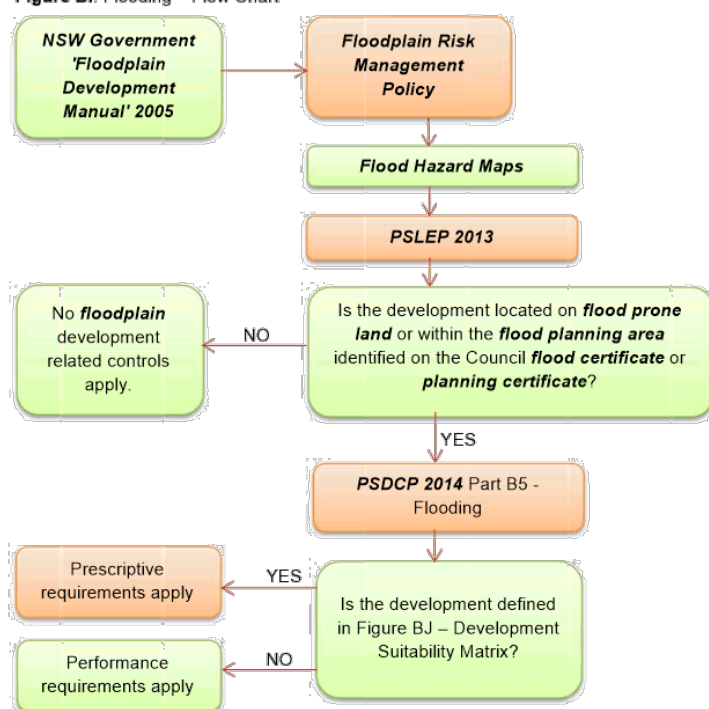 Figure BI: Flooding – Flow Chart
NSW Government
'Floodplain
Development
Manual' 2005
Floodplain Risk
Management
Policy
Flood Hazard Maps
PSLEP 2013
Is the development located on flood prone
land or within the flood planning area
identified on the Council flood certificate or
planning certificate?
NO
No floodplain
development
related controls
apply.
YES
PSDCP 2014 Part B5 -
Flooding
Is the development defined
in Figure BJ – Development
Suitability Matrix?
YES
Prescriptive
requirements apply
NO
Performance
requirements apply